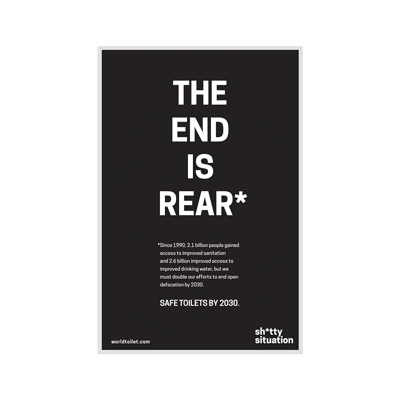 THE
END
IS
REAR*
*Since 1990, 2.1 billion people gained
access to improved sanitation
and 2.6 billion improved access to
improved drinking water, but we
must double our efforts to end open
defecation by 2030.
SAFE TOILETS BY 2030.
worldtoilet.com
sh*tty
situation